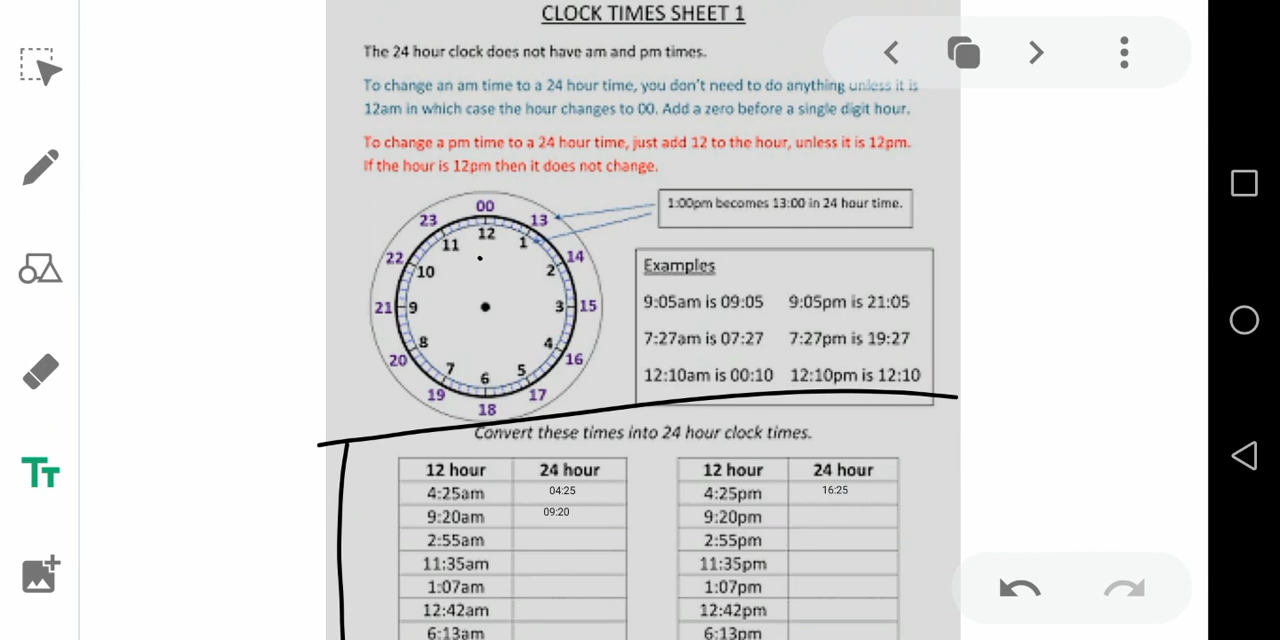 CLOCK TIMES SHEET 1
The 24 hour clock does not have am and pm times.
To change an am time to a 24 hour time, you don't need to do anything unless it is
12am in which case the hour changes to 00. Add a zero before a single digit hour.
To change a pm time to a 24 hour time, just add 12 to the hour, unless it is 12pm.
If the hour is 12pm then it does not change.
1:00pm becomes 13:00 in 24 hour time.
00
23 13
12
11 1
22 14
10 2
21 9 3 15
8 4
20 16
7 5
6
19 17
18
Examples
9:05am is 09:05 9:05pm is 21:05
7:27am is 07:27 7:27pm is 19:27
12:10am is 00:10 12:10pm is 12:10
Convert these times into 24 hour clock times.
12 hour 24 hour 12 hour 24 hour
4:25am 04:25 4:25pm 16:25
9:20am 09:20 9:20pm
2:55am 2:55pm
11:35am 11:35pm
1:07am 1:07pm
12:42am 12:42pm
6:13am 6:13pm
TT